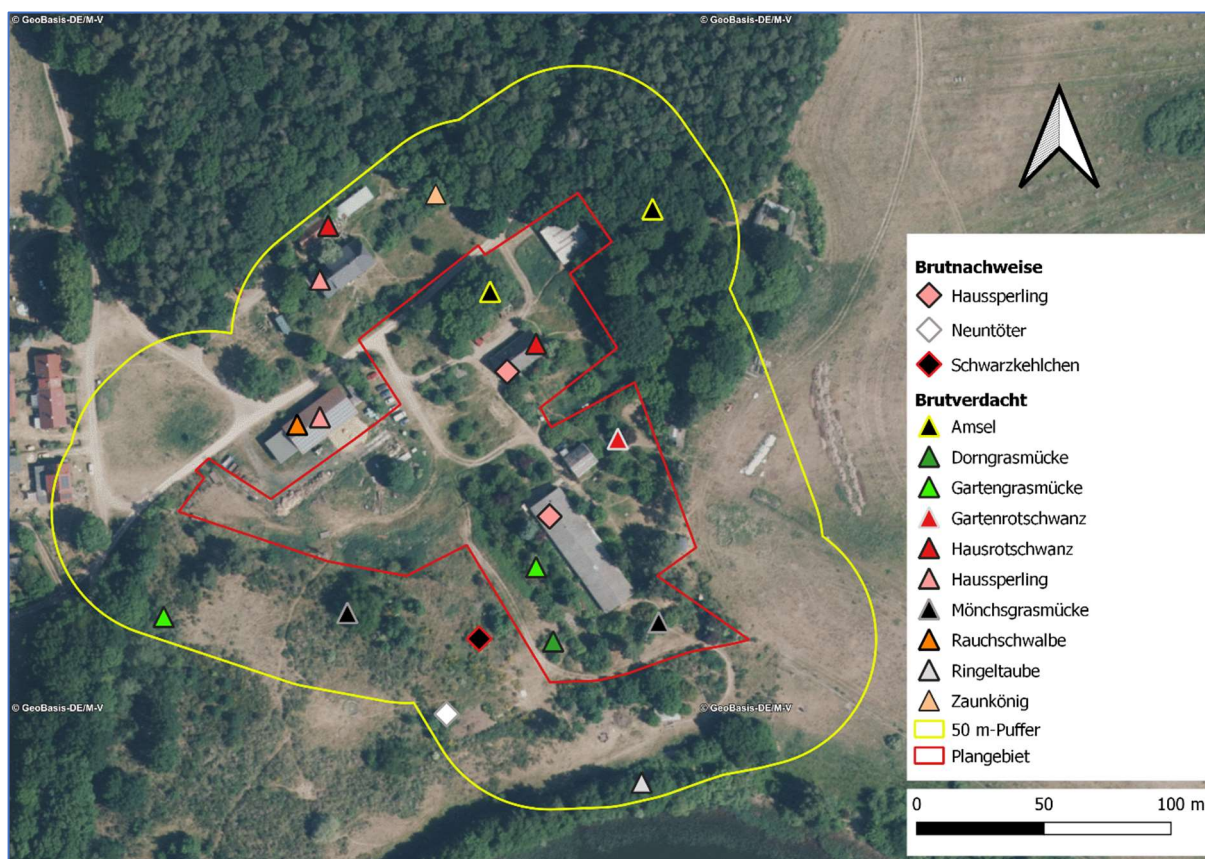 © GeoBasis-DE/M-V
© GeoBasis-DE/M-V
Brutnachweise
Haussperling
Neuntöter
Schwarzkehlchen
Brutverdacht
Amsel
Dorngrasmücke
Gartengrasmücke
Gartenrotschwanz
Hausrotschwanz
Haussperling
Mönchsgrasmücke
Rauchschwalbe
Ringeltaube
Zaunkönig
50 m-Puffer
Plangebiet
© GeoBasis-DE/M-V
© GeoBasis-DE/M-V
0 50 100 m